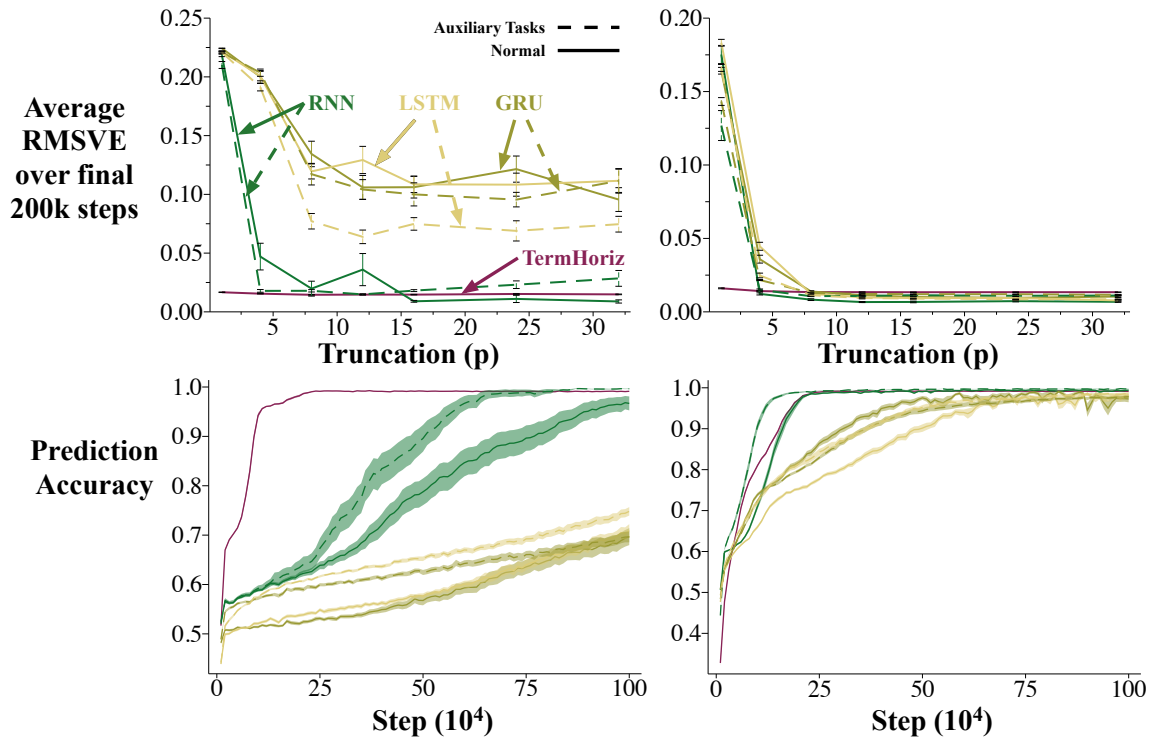 Average
RMSVE
over final
200k steps
0.25
0.20
0.15
0.10
0.05
0.00
Auxiliary Tasks
Normal
RNN
LSTM
GRU
TermHoriz
5
10
15
20
25
30
Truncation (p)
0.20
0.15
0.10
0.05
0.00
5
10
15
20
25
30
Truncation (p)
Prediction
Accuracy
1.0
0.9
0.8
0.7
0.6
0.5
0
25
50
75
100
Step (10⁴)
1.0
0.9
0.8
0.7
0.6
0.5
0.4
0
25
50
75
100
Step (10⁴)